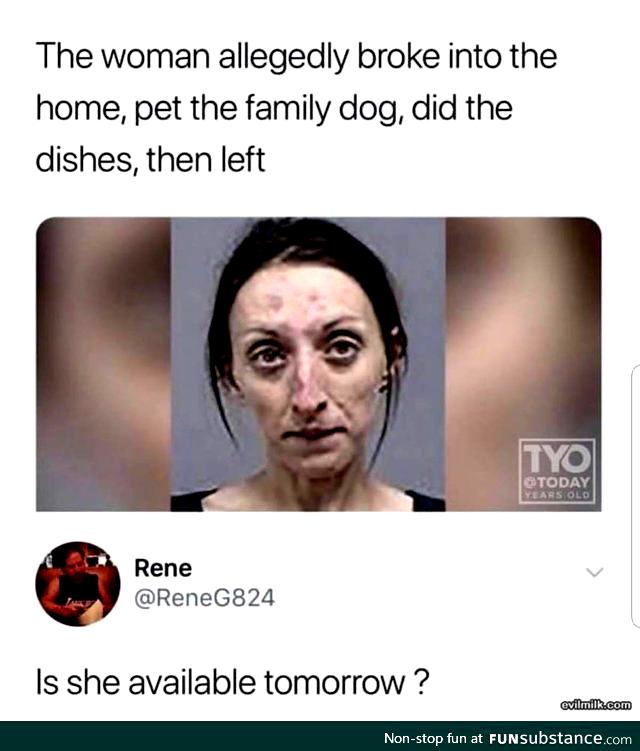 The woman allegedly broke into the
home, pet the family dog, did the
dishes, then left
TYO
@TODAY
YEARS OLD
Rene
@ReneG824
Is she available tomorrow ?
evilmilk.com
Non-stop fun at FUNsubstance.com